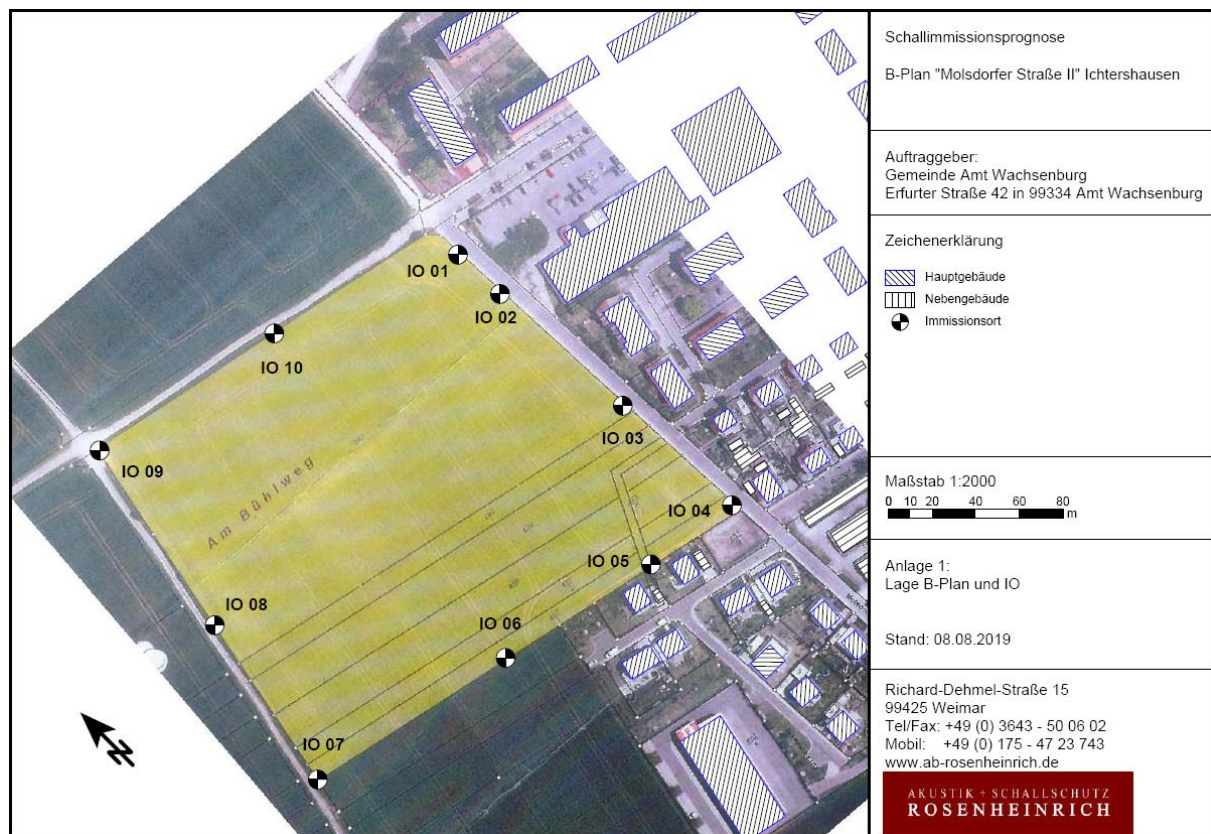 IO 01
IO 02
IO 10
IO 03
IO 09
Am Bühlweg
IO 04
IO 05
IO 08
IO 06
IO 07
N
Schallimmissionsprognose
B-Plan "Molsdorfer Straße II" Ichtershausen
Auftraggeber:
Gemeinde Amt Wachsenburg
Erfurter Straße 42 in 99334 Amt Wachsenburg
Zeichenerklärung
Hauptgebäude
Nebengebäude
Immissionsort
Maßstab 1:2000
0 10 20 40 60 80
m
Anlage 1:
Lage B-Plan und IO
Stand: 08.08.2019
Richard-Dehmel-Straße 15
99425 Weimar
Tel/Fax: +49 (0) 3643 - 50 06 02
Mobil: +49 (0) 175 - 47 23 743
www.ab-rosenheinrich.de
AKUSTIK + SCHALLSCHUTZ
ROSENHEINRICH